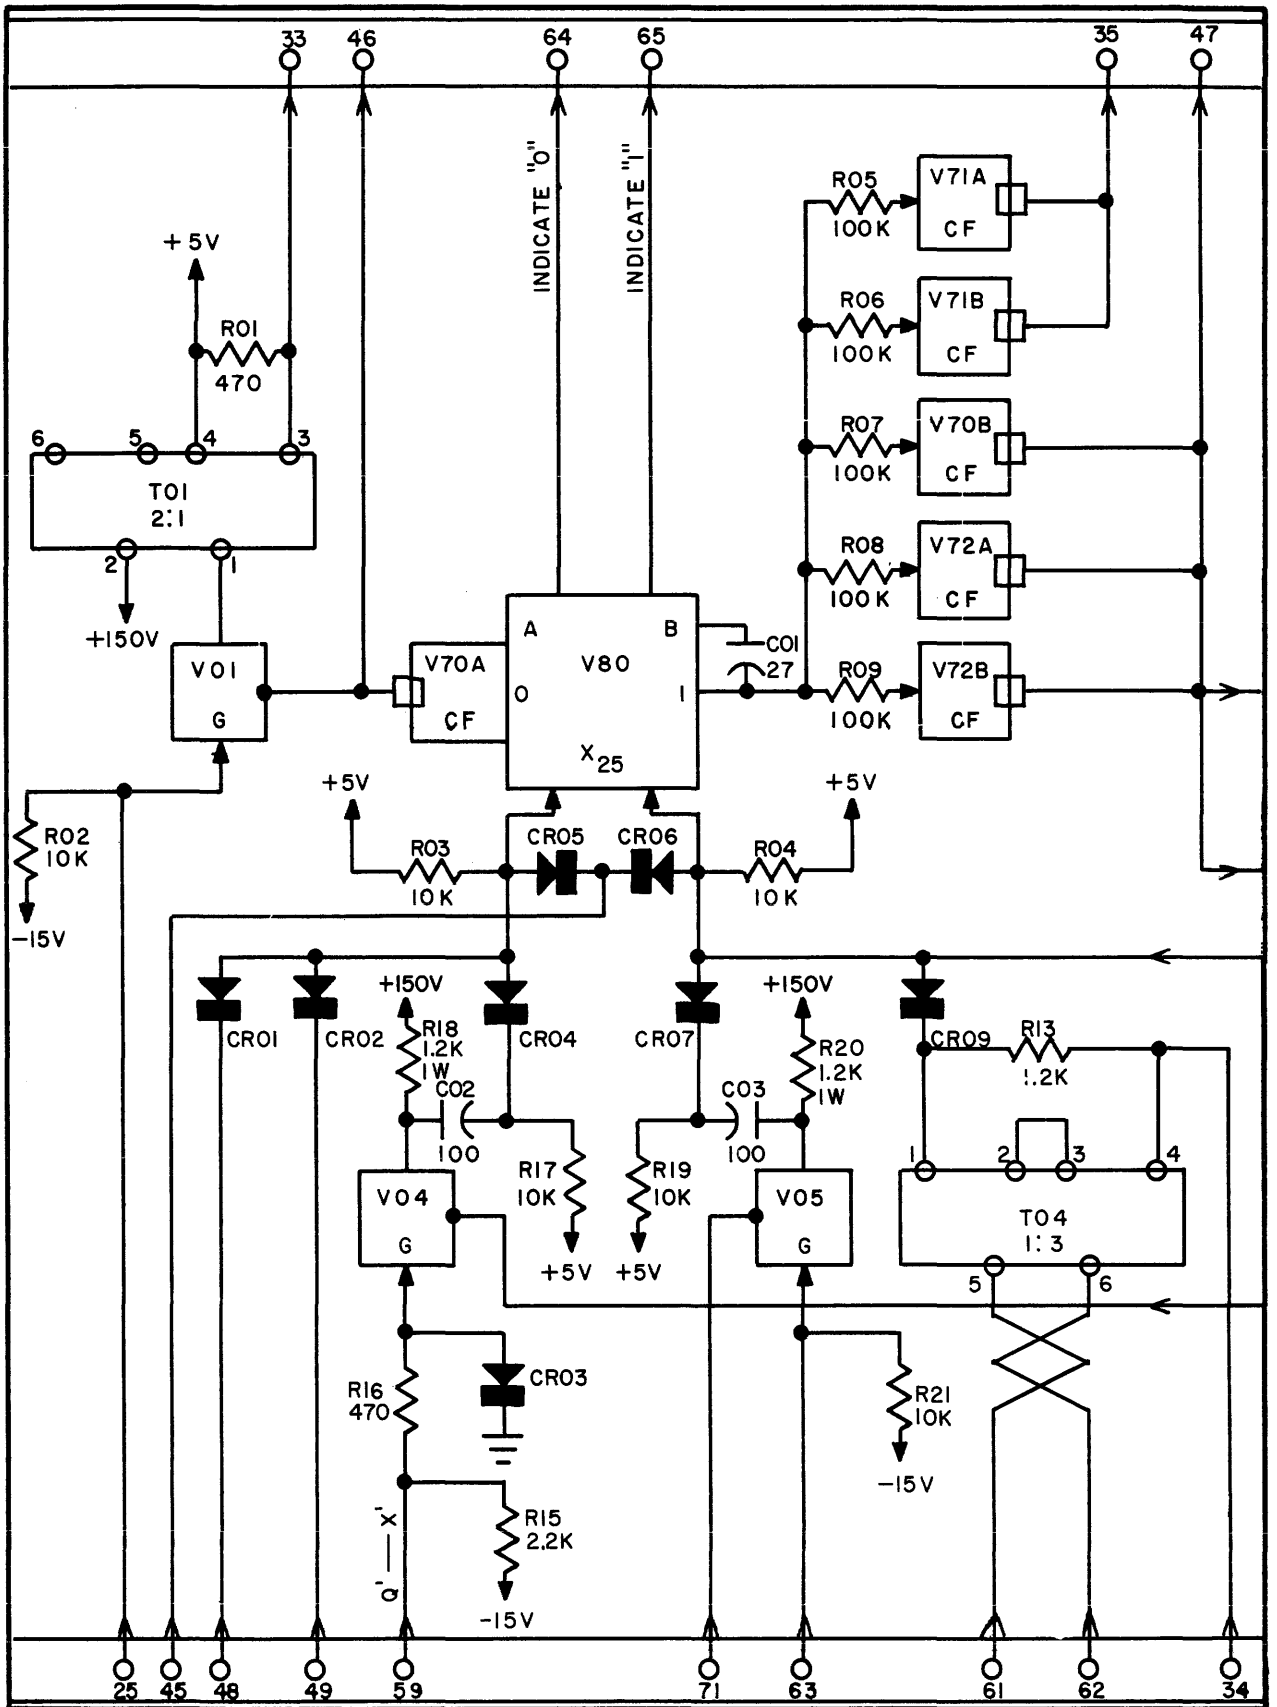 33 46 64 65 35 47
INDICATE "0"
INDICATE "1"
R05
100K
V71A
CF
+5V
R01
470
R06
100K
V71B
CF
6 5 4 3
T01
2:1
2 1
+150V
R07
100K
V70B
CF
R08
100K
V72A
CF
V01
G
V70A
CF
A B
V80
0 1
X25
C01
27
R09
100K
V72B
CF
R02
10K
-15V
+5V
R03
10K
CR05 CR06
R04
10K
+5V
CR01
CR02
+150V
R18
1.2K
1W
C02
100
CR04
CR07
+150V
R20
1.2K
1W
C03
100
CR09
R13
1.2K
V04
G
R17
10K
+5V
R19
10K
+5V
V05
G
1 2 3 4
T04
1:3
5 6
R16
470
CR03
R21
10K
-15V
Q'—X'
R15
2.2K
-15V
25 45 48 49 59 71 63 61 62 34